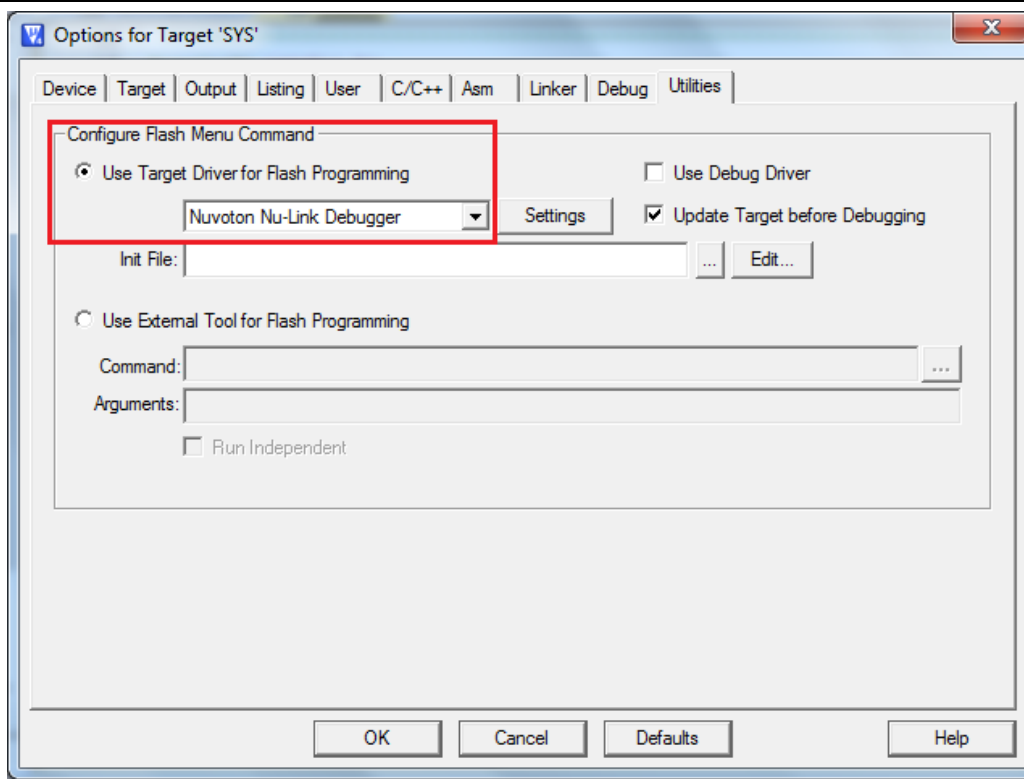 Options for Target 'SYS'
Device Target Output Listing User C/C++ Asm Linker Debug Utilities
Configure Flash Menu Command
Use Target Driver for Flash Programming Use Debug Driver
Nuvoton Nu-Link Debugger Settings Update Target before Debugging
Init File: ... Edit...
Use External Tool for Flash Programming
Command: ...
Arguments:
Run Independent
OK Cancel Defaults Help